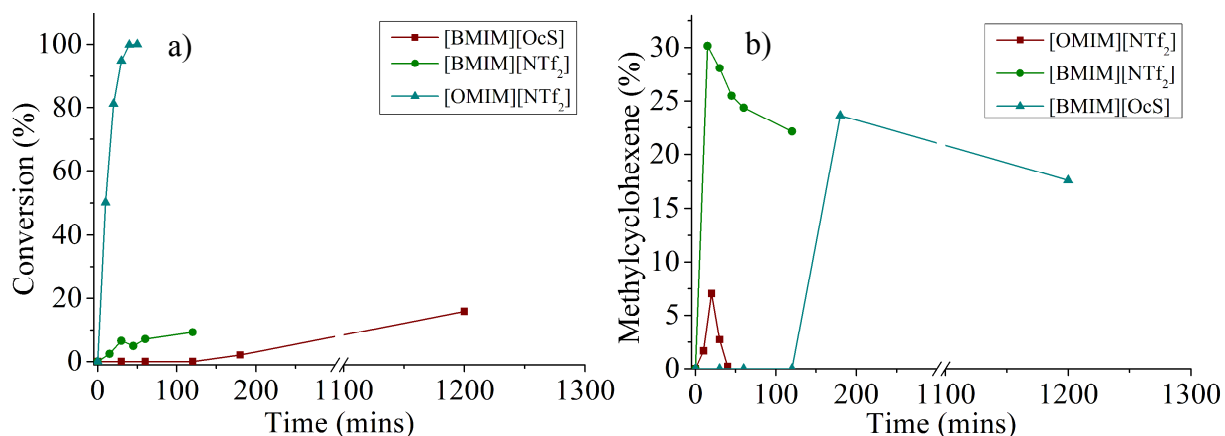 a)
[BMIM][OcS]
[BMIM][NTf₂]
[OMIM][NTf₂]
Conversion (%)
100
80
60
40
20
0
0 100 200 1100 1200 1300
Time (mins)
b)
[OMIM][NTf₂]
[BMIM][NTf₂]
[BMIM][OcS]
Methylcyclohexene (%)
30
25
20
15
10
5
0
0 100 200 1100 1200 1300
Time (mins)